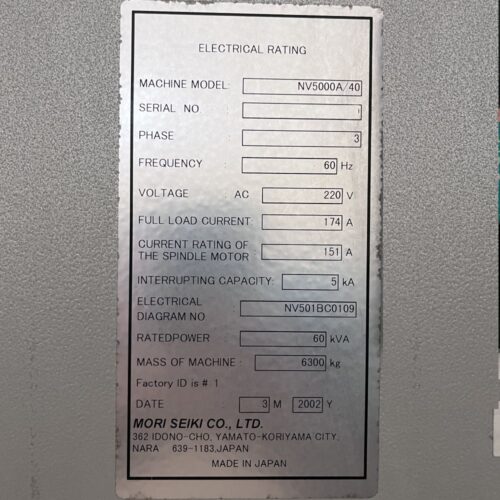 ELECTRICAL RATING
MACHINE MODEL: NV5000A/40
SERIAL NO :
PHASE : 3
FREQUENCY : 60 Hz
VOLTAGE : AC 220 V
FULL LOAD CURRENT: 174 A
CURRENT RATING OF
THE SPINDLE MOTOR : 151 A
INTERRUPTING CAPACITY: 5 kA
ELECTRICAL
DIAGRAM NO. : NV501BC0109
RATEDPOWER : 60 kVA
MASS OF MACHINE : 6300 kg
Factory ID is # 1
DATE 3 M 2002 Y
MORI SEIKI CO., LTD.
362 IDONO-CHO, YAMATO-KORIYAMA CITY,
NARA 639-1183,JAPAN
MADE IN JAPAN